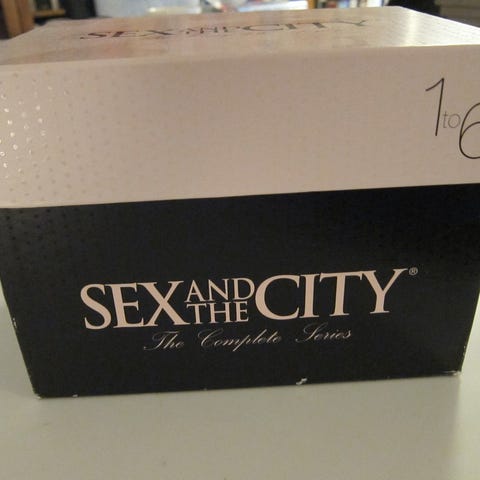 SEX AND THE CITY
1 to 6
SEX AND THE CITY®
The Complete Series